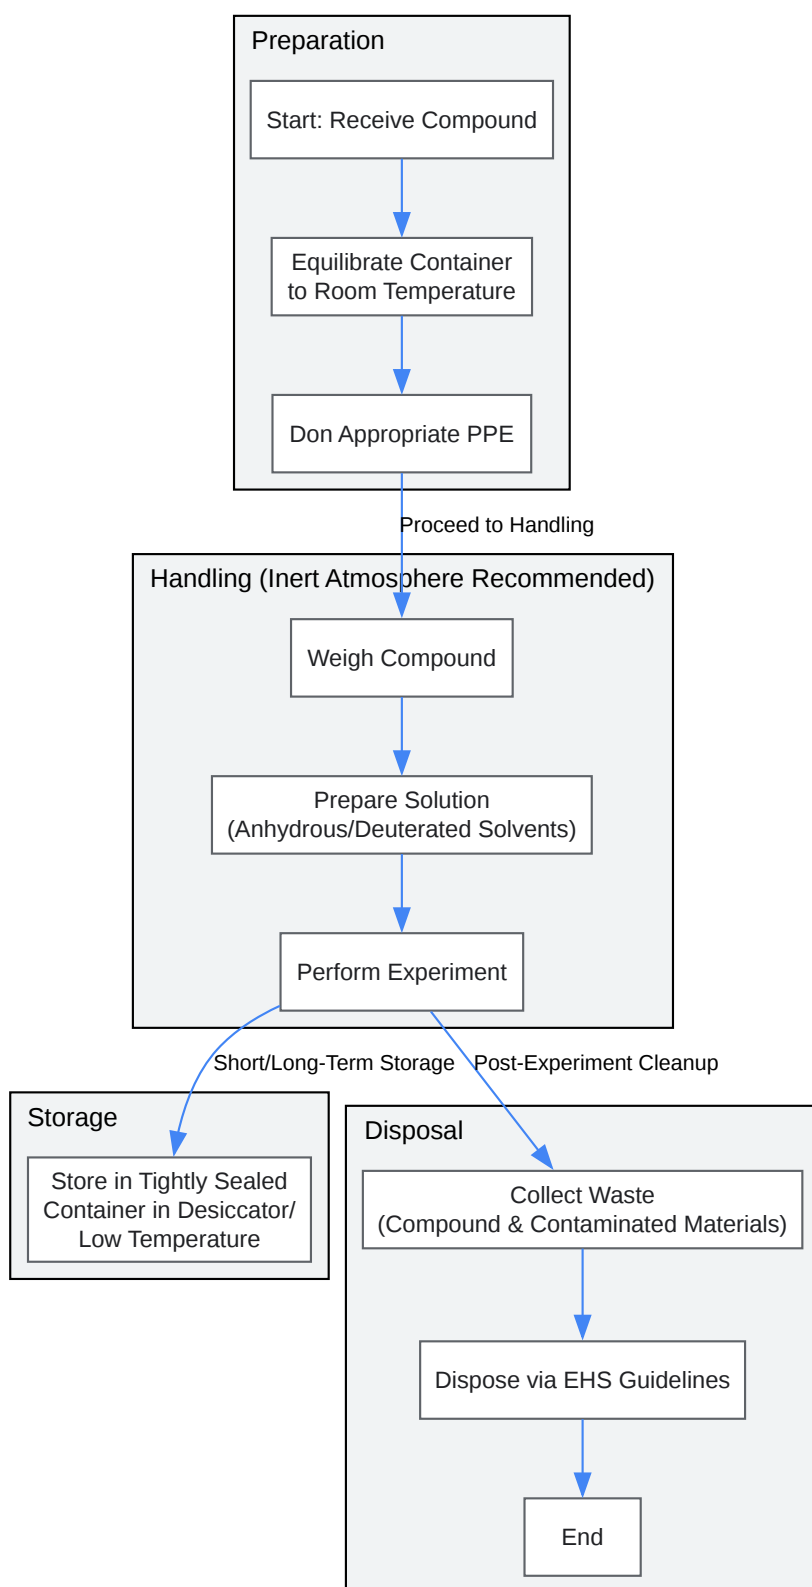 Preparation
Start: Receive Compound
Equilibrate Container
to Room Temperature
Don Appropriate PPE
Proceed to Handling
Handling (Inert Atmosphere Recommended)
Weigh Compound
Prepare Solution
(Anhydrous/Deuterated Solvents)
Perform Experiment
Short/Long-Term Storage
Post-Experiment Cleanup
Storage
Store in Tightly Sealed
Container in Desiccator/
Low Temperature
Disposal
Collect Waste
(Compound & Contaminated Materials)
Dispose via EHS Guidelines
End